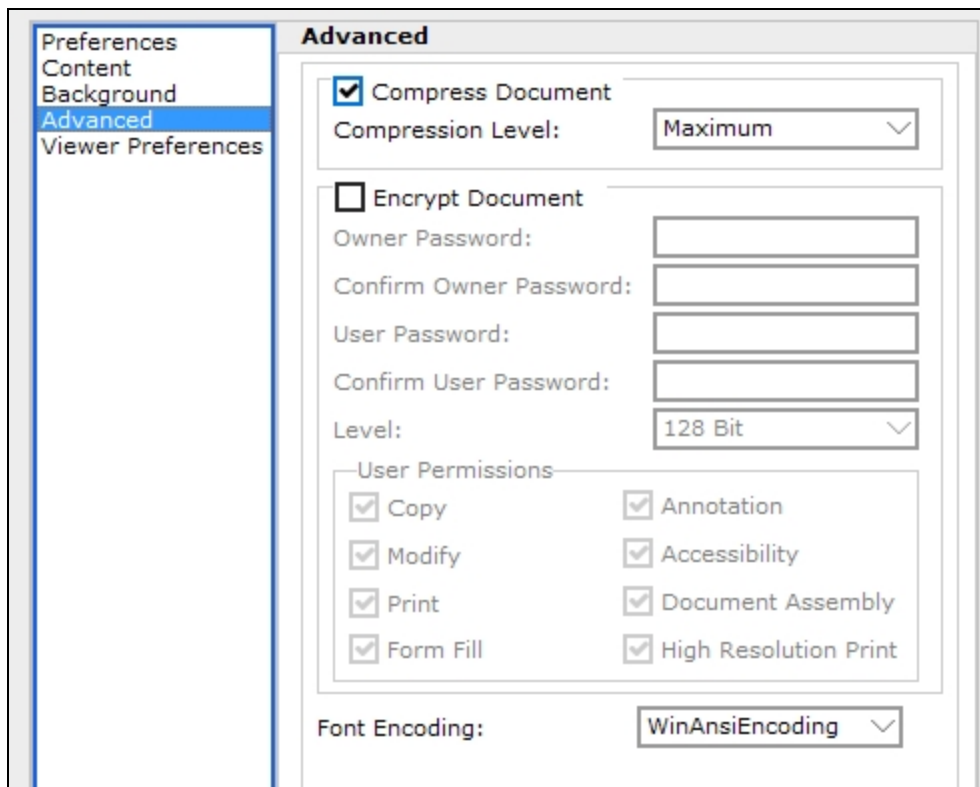 Preferences
Content
Background
Advanced
Viewer Preferences
Advanced
Compress Document
Compression Level: Maximum
Encrypt Document
Owner Password:
Confirm Owner Password:
User Password:
Confirm User Password:
Level: 128 Bit
User Permissions
Copy Annotation
Modify Accessibility
Print Document Assembly
Form Fill High Resolution Print
Font Encoding: WinAnsiEncoding